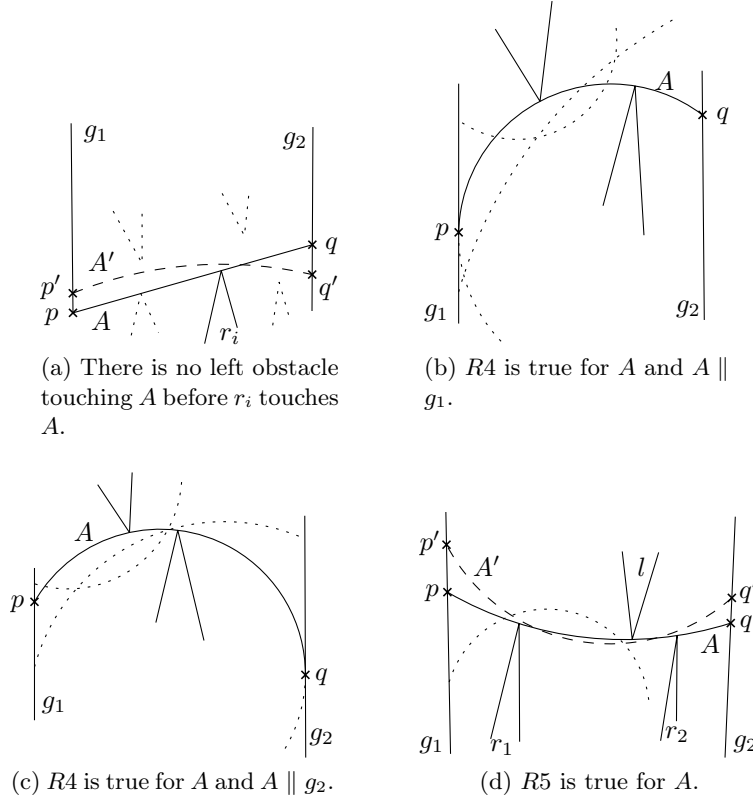 g₁
g₂
p′
A′
q
q′
p
A
rᵢ
(a) There is no left obstacle
touching A before rᵢ touches
A.
A
q
p
g₁
g₂
(b) R4 is true for A and A ∥
g₁.
A
p
q
g₁
g₂
(c) R4 is true for A and A ∥ g₂.
p′
A′
l
p
q′
q
A
g₁
r₁
r₂
g₂
(d) R5 is true for A.